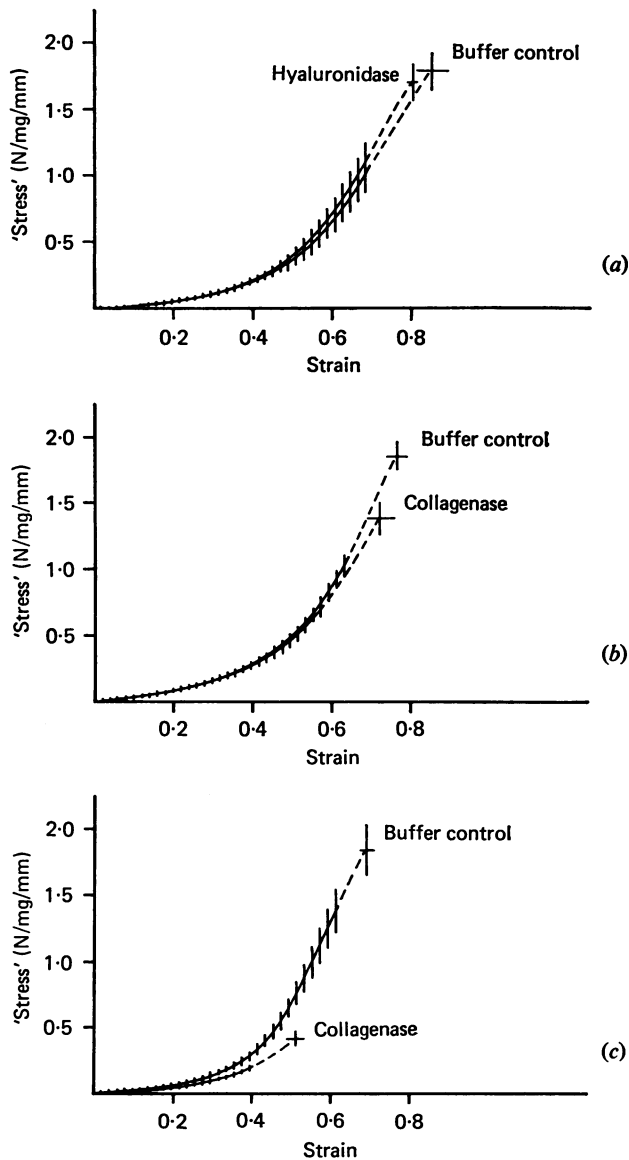 2·0
Buffer control
Hyaluronidase
1·5
1·0
0·5
'Stress' (N/mg/mm)
(a)
0·2 0·4 0·6 0·8
Strain
2·0
Buffer control
1·5
Collagenase
1·0
0·5
'Stress' (N/mg/mm)
(b)
0·2 0·4 0·6 0·8
Strain
2·0
Buffer control
1·5
1·0
0·5
Collagenase
'Stress' (N/mg/mm)
(c)
0·2 0·4 0·6 0·8
Strain